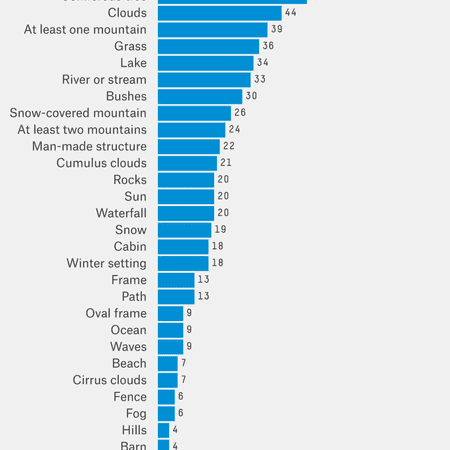 Clouds 44
At least one mountain 39
Grass 36
Lake 34
River or stream 33
Bushes 30
Snow-covered mountain 26
At least two mountains 24
Man-made structure 22
Cumulus clouds 21
Rocks 20
Sun 20
Waterfall 20
Snow 19
Cabin 18
Winter setting 18
Frame 13
Path 13
Oval frame 9
Ocean 9
Waves 9
Beach 7
Cirrus clouds 7
Fence 6
Fog 6
Hills 4
Barn 4